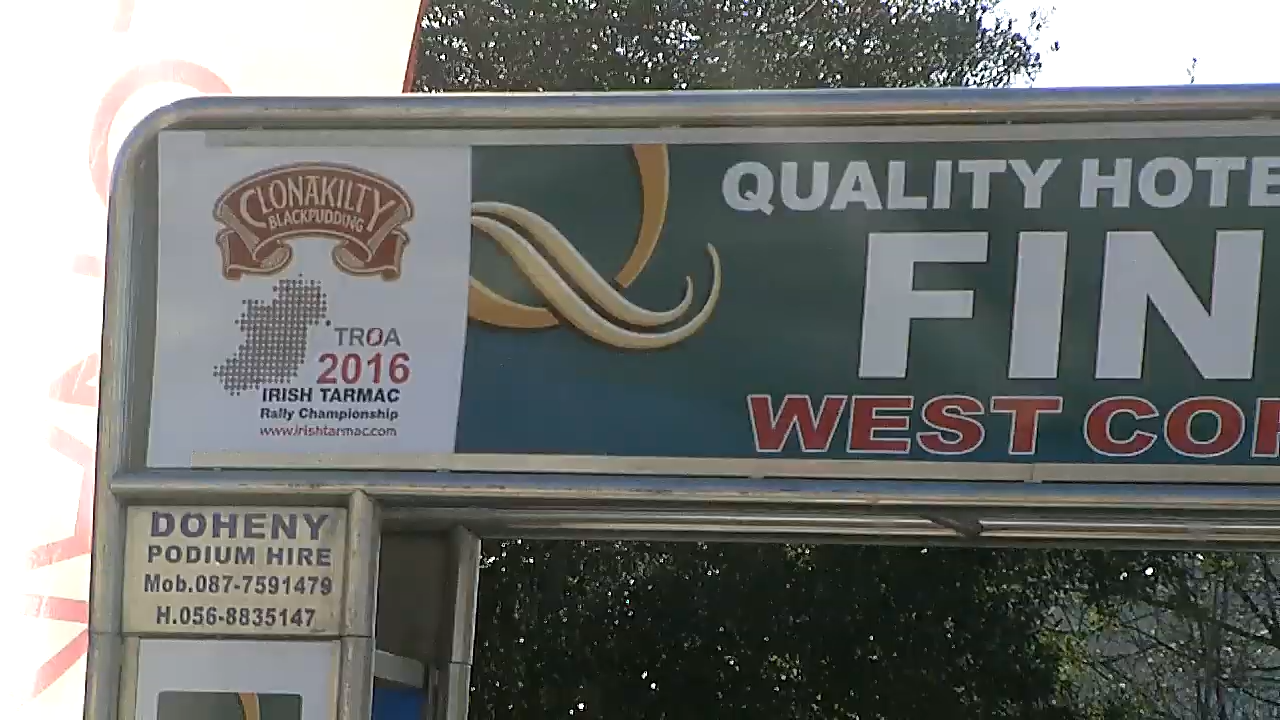 CLONAKILTY
BLACKPUDDING
TROA
2016
IRISH TARMAC
Rally Championship
www.irishtarmac.com
QUALITY HOTE
FIN
WEST COR
DOHENY
PODIUM HIRE
Mob.087-7591479
H.056-8835147